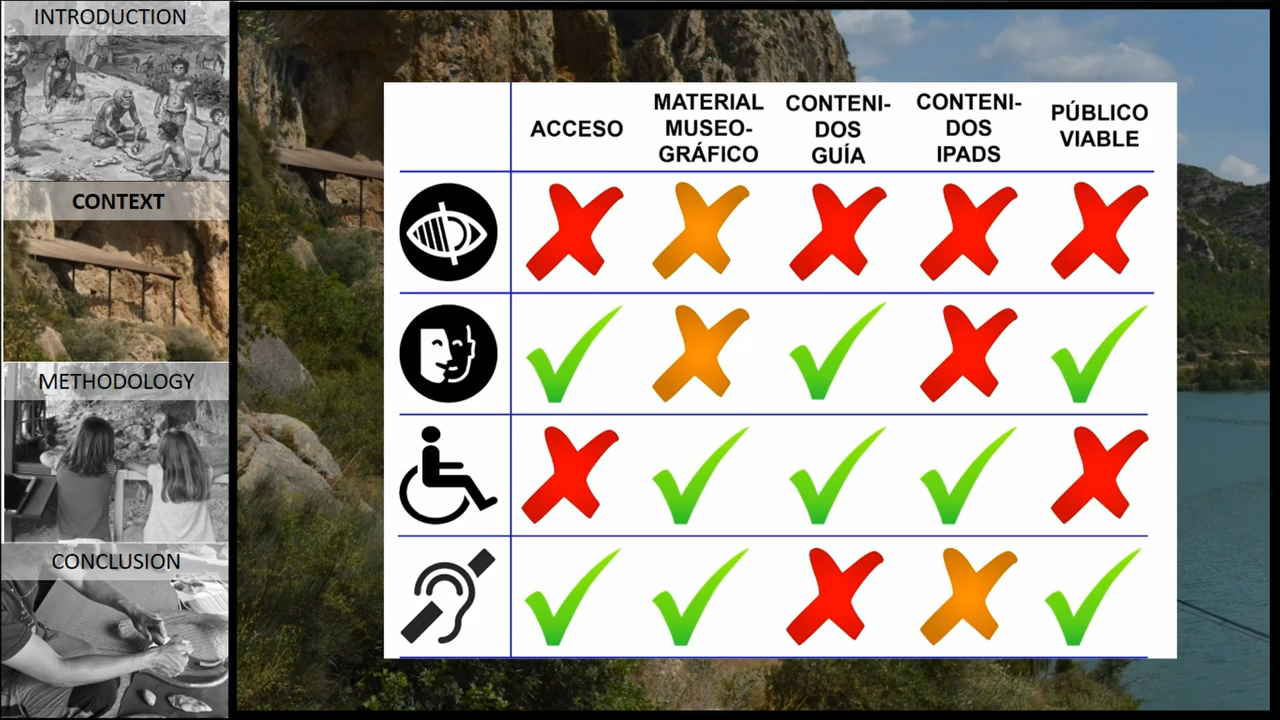 INTRODUCTION
CONTEXT
METHODOLOGY
CONCLUSION
ACCESO
MATERIAL
MUSEO-
GRÁFICO
CONTENI-
DOS
GUÍA
CONTENI-
DOS
IPADS
PÚBLICO
VIABLE